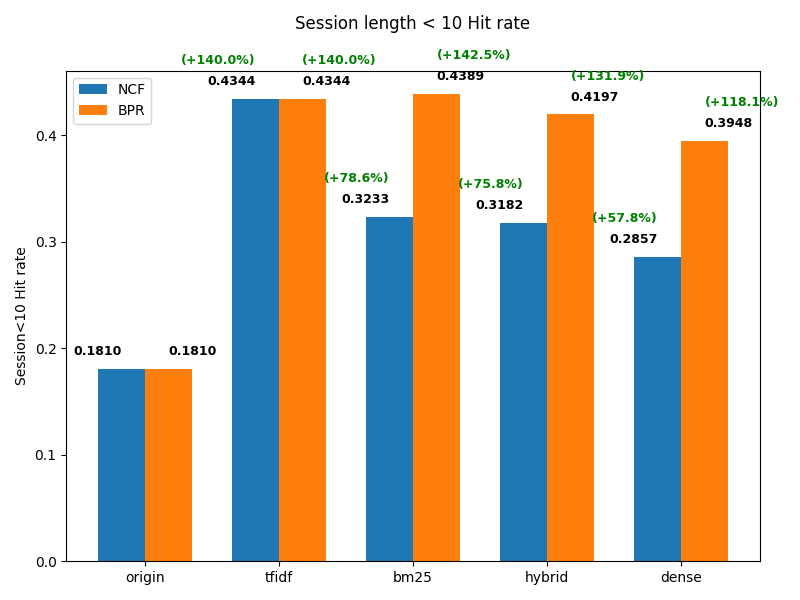 Session length < 10 Hit rate
(+140.0%)
0.4344
(+140.0%)
0.4344
(+142.5%)
0.4389
(+131.9%)
0.4197
(+118.1%)
0.3948
NCF
BPR
(+78.6%)
0.3233
(+75.8%)
0.3182
(+57.8%)
0.2857
0.1810
0.1810
Session<10 Hit rate
0.4
0.3
0.2
0.1
0.0
origin
tfidf
bm25
hybrid
dense